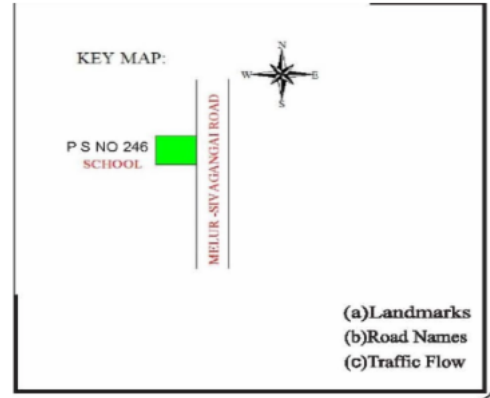 N
KEY MAP:
W
E
S
P S NO 246
SCHOOL
MELUR -SIVAGANGAI ROAD
(a)Landmarks
(b)Road Names
(c)Traffic Flow